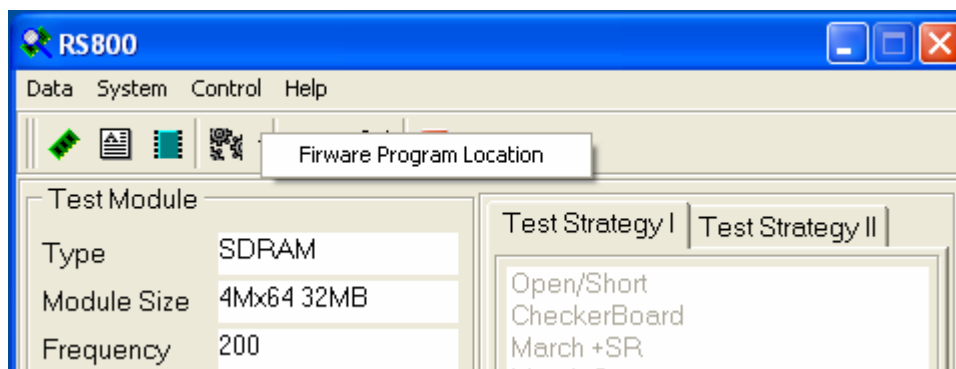 RS800
Data System Control Help
Firware Program Location
Test Module
Type SDRAM
Module Size 4Mx64 32MB
Frequency 200
Test Strategy I Test Strategy II
Open/Short
CheckerBoard
March +SR